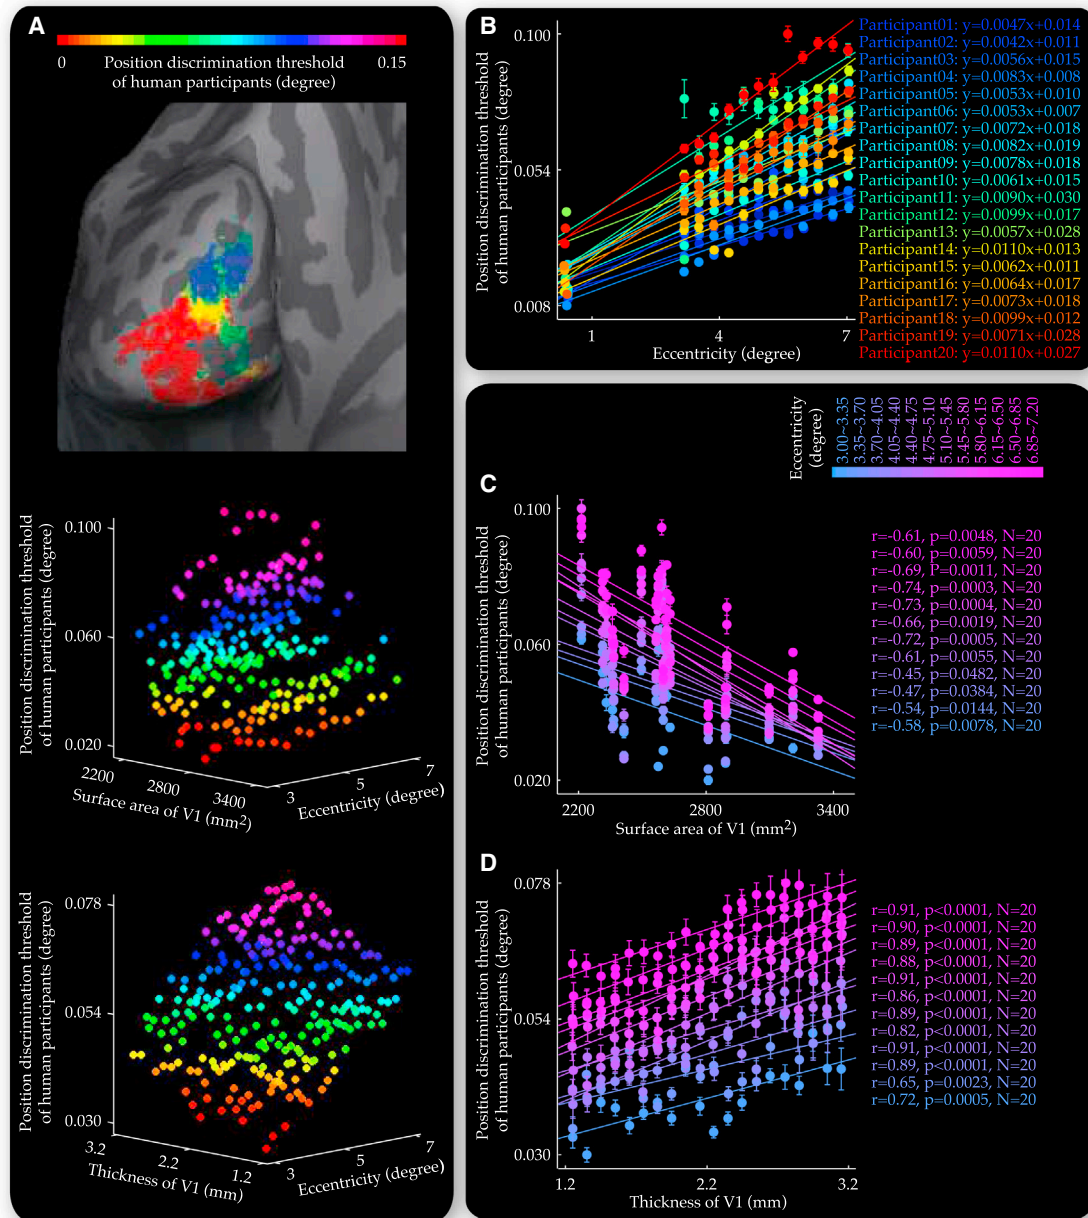 A
0 Position discrimination threshold 0.15
of human participants (degree)
Position discrimination threshold
of human participants (degree)
0.100
0.060
0.020
2200
2800
3400
Surface area of V1 (mm2)
3
5
7
Eccentricity (degree)
Position discrimination threshold
of human participants (degree)
0.078
0.054
0.030
3.2
2.2
1.2
Thickness of V1 (mm)
3
5
7
Eccentricity (degree)
B
Position discrimination threshold
of human participants (degree)
0.100
0.054
0.008
1
4
7
Eccentricity (degree)
Participant01: y=0.0047x+0.014
Participant02: y=0.0042x+0.011
Participant03: y=0.0056x+0.015
Participant04: y=0.0083x+0.008
Participant05: y=0.0053x+0.010
Participant06: y=0.0053x+0.007
Participant07: y=0.0072x+0.018
Participant08: y=0.0082x+0.019
Participant09: y=0.0078x+0.018
Participant10: y=0.0061x+0.015
Participant11: y=0.0090x+0.030
Participant12: y=0.0099x+0.017
Participant13: y=0.0057x+0.028
Participant14: y=0.0110x+0.013
Participant15: y=0.0062x+0.011
Participant16: y=0.0064x+0.017
Participant17: y=0.0073x+0.018
Participant18: y=0.0099x+0.012
Participant19: y=0.0071x+0.028
Participant20: y=0.0110x+0.027
Eccentricity
(degree)
3.00~3.35
3.35~3.70
3.70~4.05
4.05~4.40
4.40~4.75
4.75~5.10
5.10~5.45
5.45~5.80
5.80~6.15
6.15~6.50
6.50~6.85
6.85~7.20
C
Position discrimination threshold
of human participants (degree)
0.100
0.060
0.020
2200
2800
3400
Surface area of V1 (mm2)
r=-0.61, p=0.0048, N=20
r=-0.60, p=0.0059, N=20
r=-0.69, p=0.0011, N=20
r=-0.74, p=0.0003, N=20
r=-0.73, p=0.0004, N=20
r=-0.66, p=0.0019, N=20
r=-0.72, p=0.0005, N=20
r=-0.61, p=0.0055, N=20
r=-0.45, p=0.0482, N=20
r=-0.47, p=0.0384, N=20
r=-0.54, p=0.0144, N=20
r=-0.58, p=0.0078, N=20
D
Position discrimination threshold
of human participants (degree)
0.078
0.054
0.030
1.2
2.2
3.2
Thickness of V1 (mm)
r=0.91, p<0.0001, N=20
r=0.90, p<0.0001, N=20
r=0.89, p<0.0001, N=20
r=0.88, p<0.0001, N=20
r=0.91, p<0.0001, N=20
r=0.86, p<0.0001, N=20
r=0.89, p<0.0001, N=20
r=0.82, p<0.0001, N=20
r=0.91, p<0.0001, N=20
r=0.89, p<0.0001, N=20
r=0.65, p=0.0023, N=20
r=0.72, p=0.0005, N=20